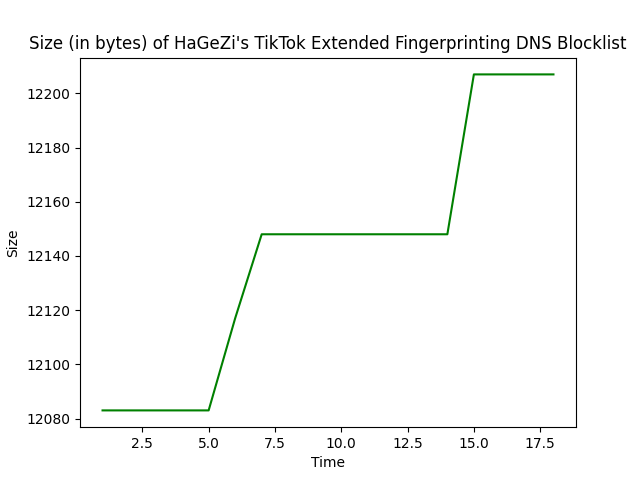 Size (in bytes) of HaGeZi's TikTok Extended Fingerprinting DNS Blocklist
12200
12180
12160
12140
12120
12100
12080
Size
2.5 5.0 7.5 10.0 12.5 15.0 17.5
Time